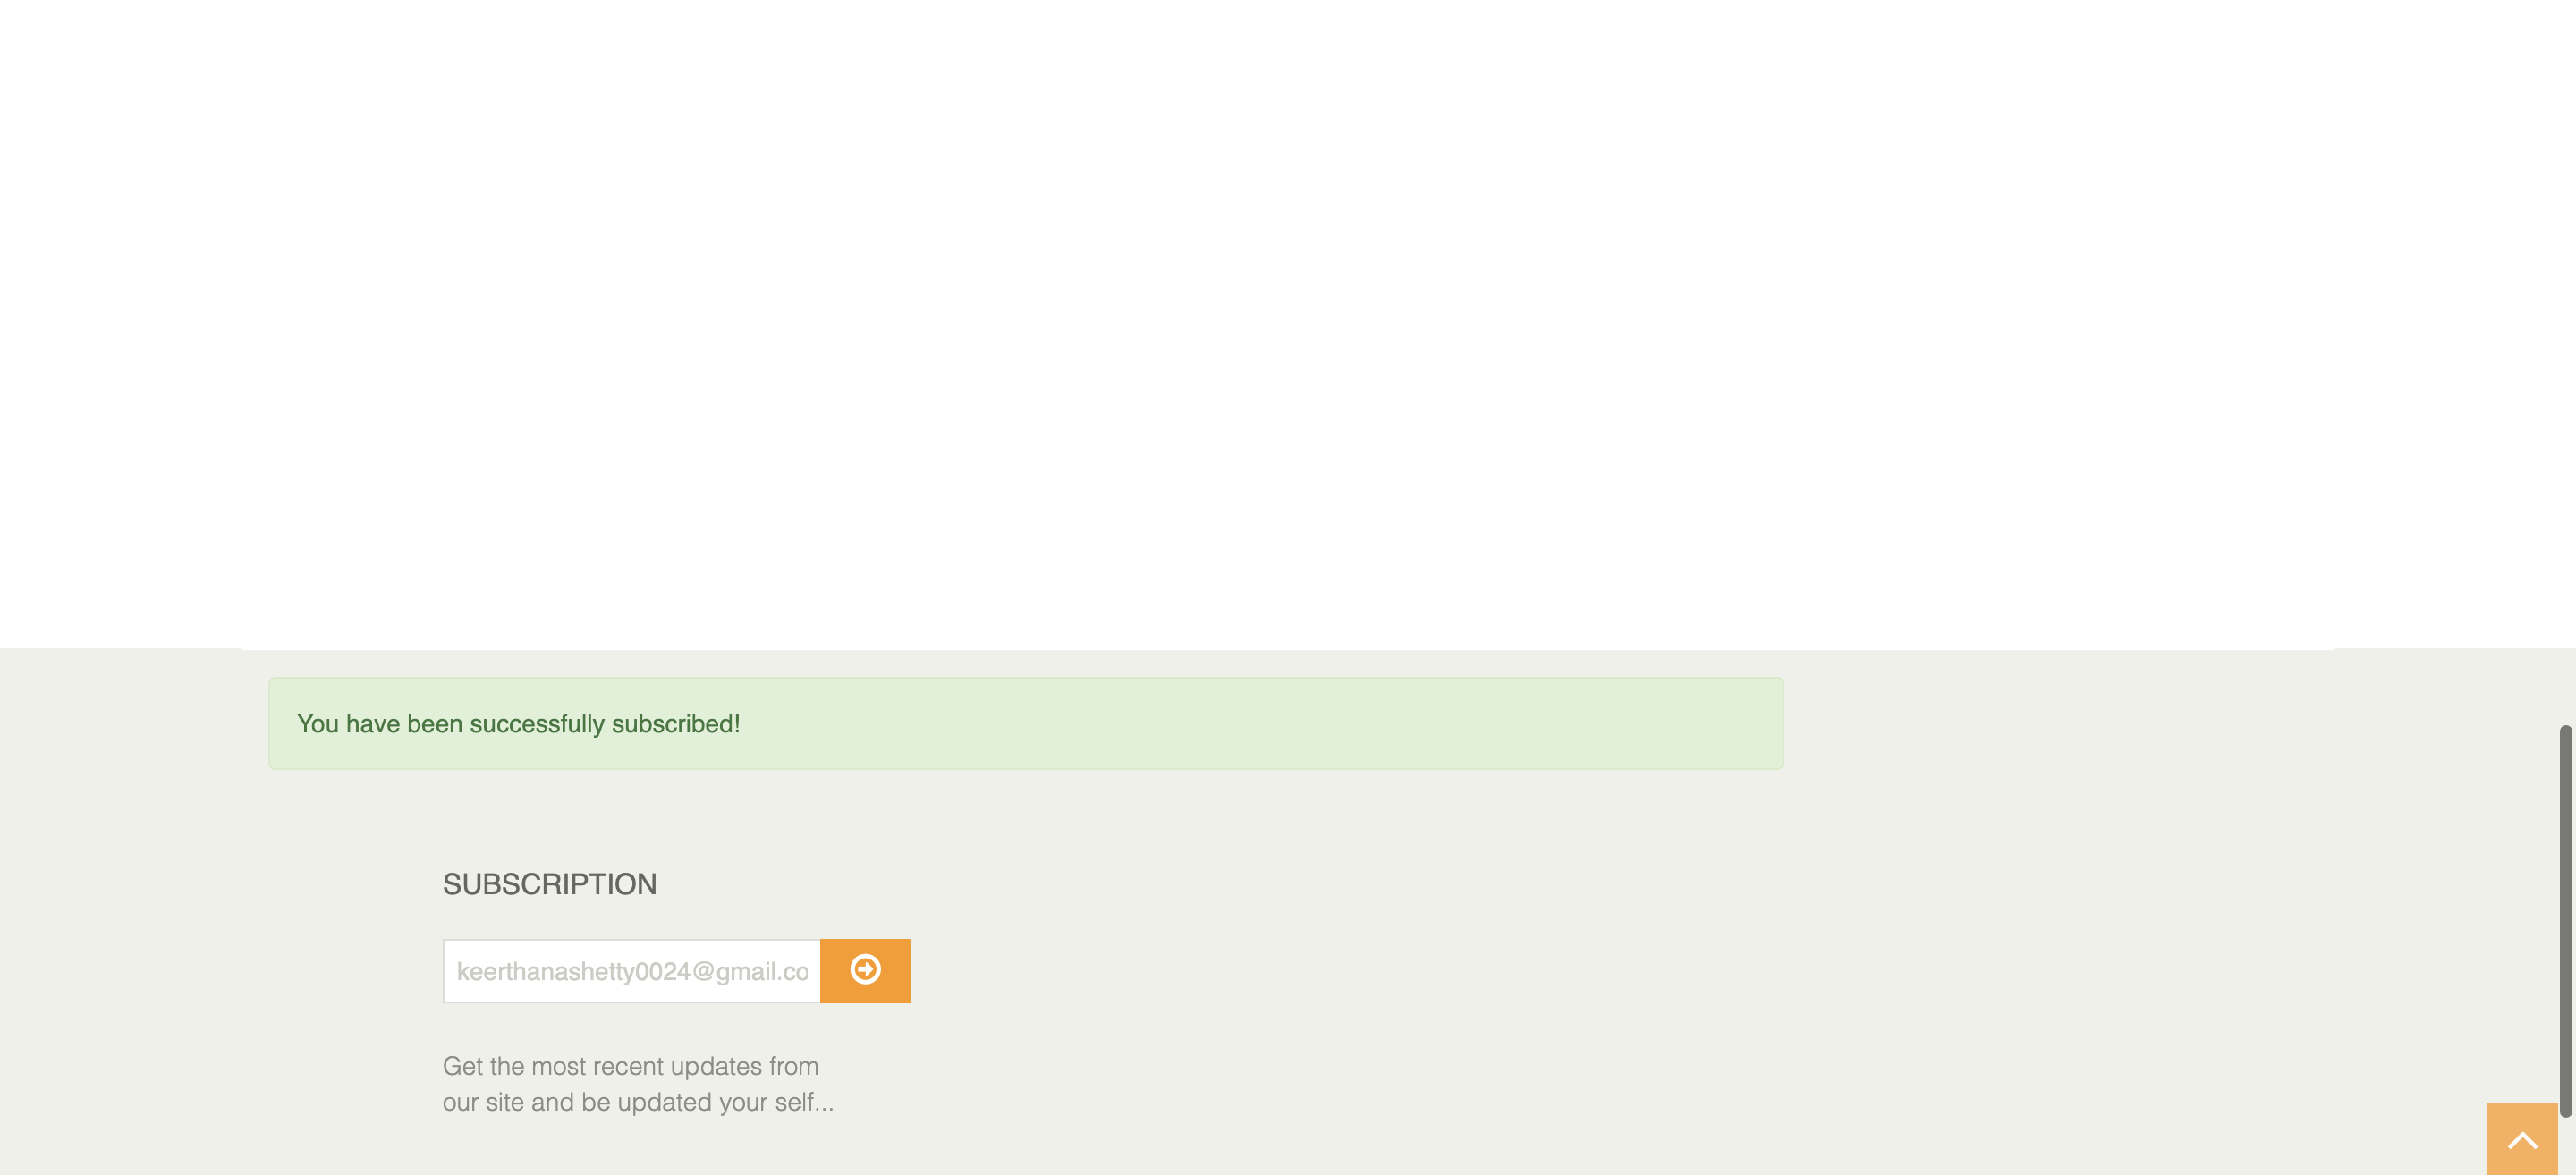 You have been successfully subscribed!
SUBSCRIPTION
keerthanashetty0024@gmail.co
Get the most recent updates from
our site and be updated your self...